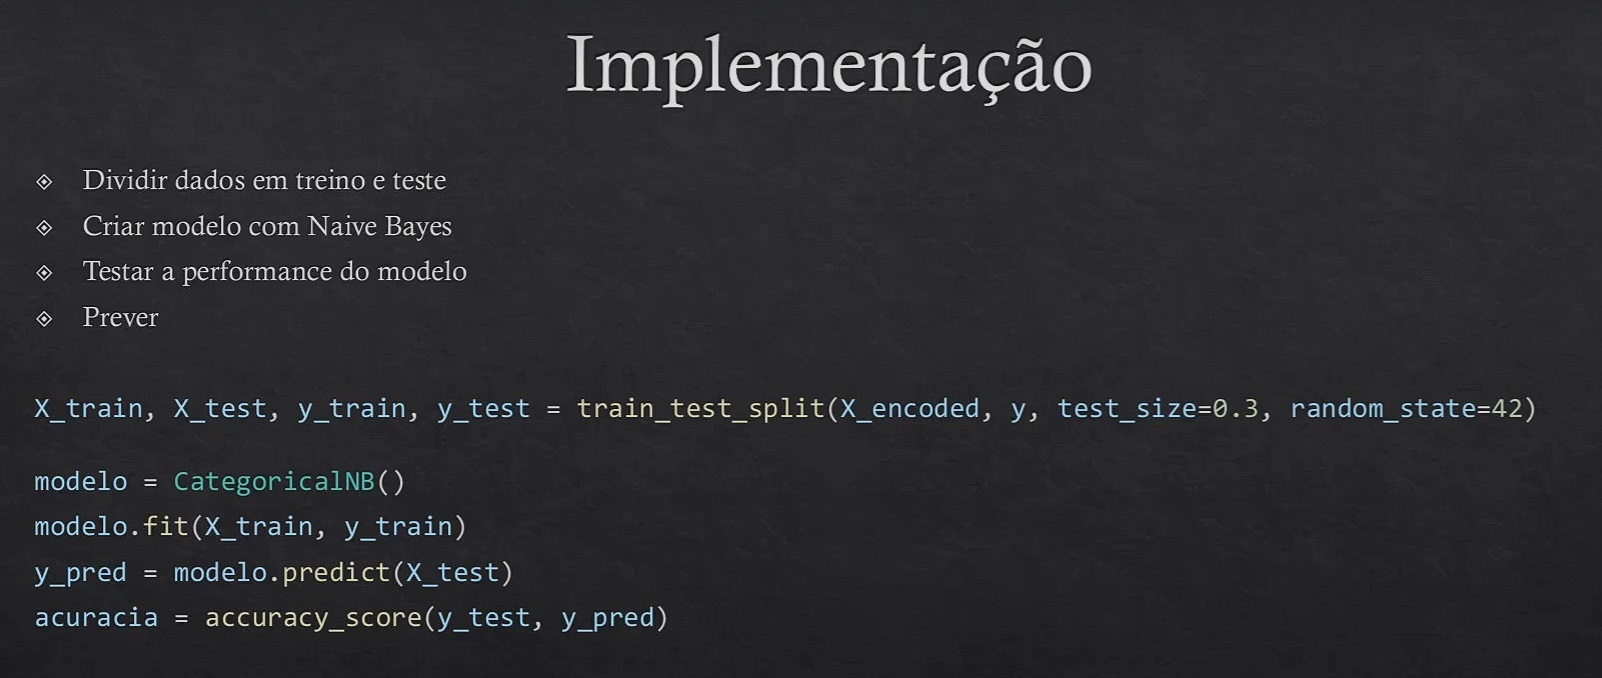 Implementação
Dividir dados em treino e teste
Criar modelo com Naive Bayes
Testar a performance do modelo
Prever
X_train, X_test, y_train, y_test = train_test_split(X_encoded, y, test_size=0.3, random_state=42)
modelo = CategoricalNB()
modelo.fit(X_train, y_train)
y_pred = modelo.predict(X_test)
acuracia = accuracy_score(y_test, y_pred)